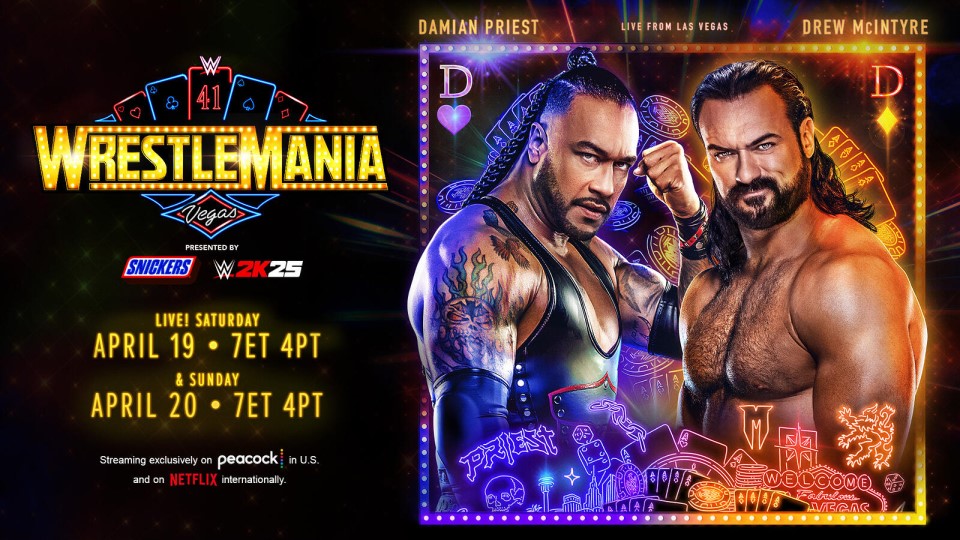 DAMIAN PRIEST
LIVE FROM LAS VEGAS
DREW McINTYRE
W
41
WRESTLEMANIA
Vegas
PRESENTED BY
SNICKERS
W 2K25
LIVE! SATURDAY
APRIL 19 • 7ET 4PT
& SUNDAY
APRIL 20 • 7ET 4PT
Streaming exclusively on peacock in U.S.
and on NETFLIX internationally.
D
D
PRIEST
M
WELCOME
Fabulous
VEGAS